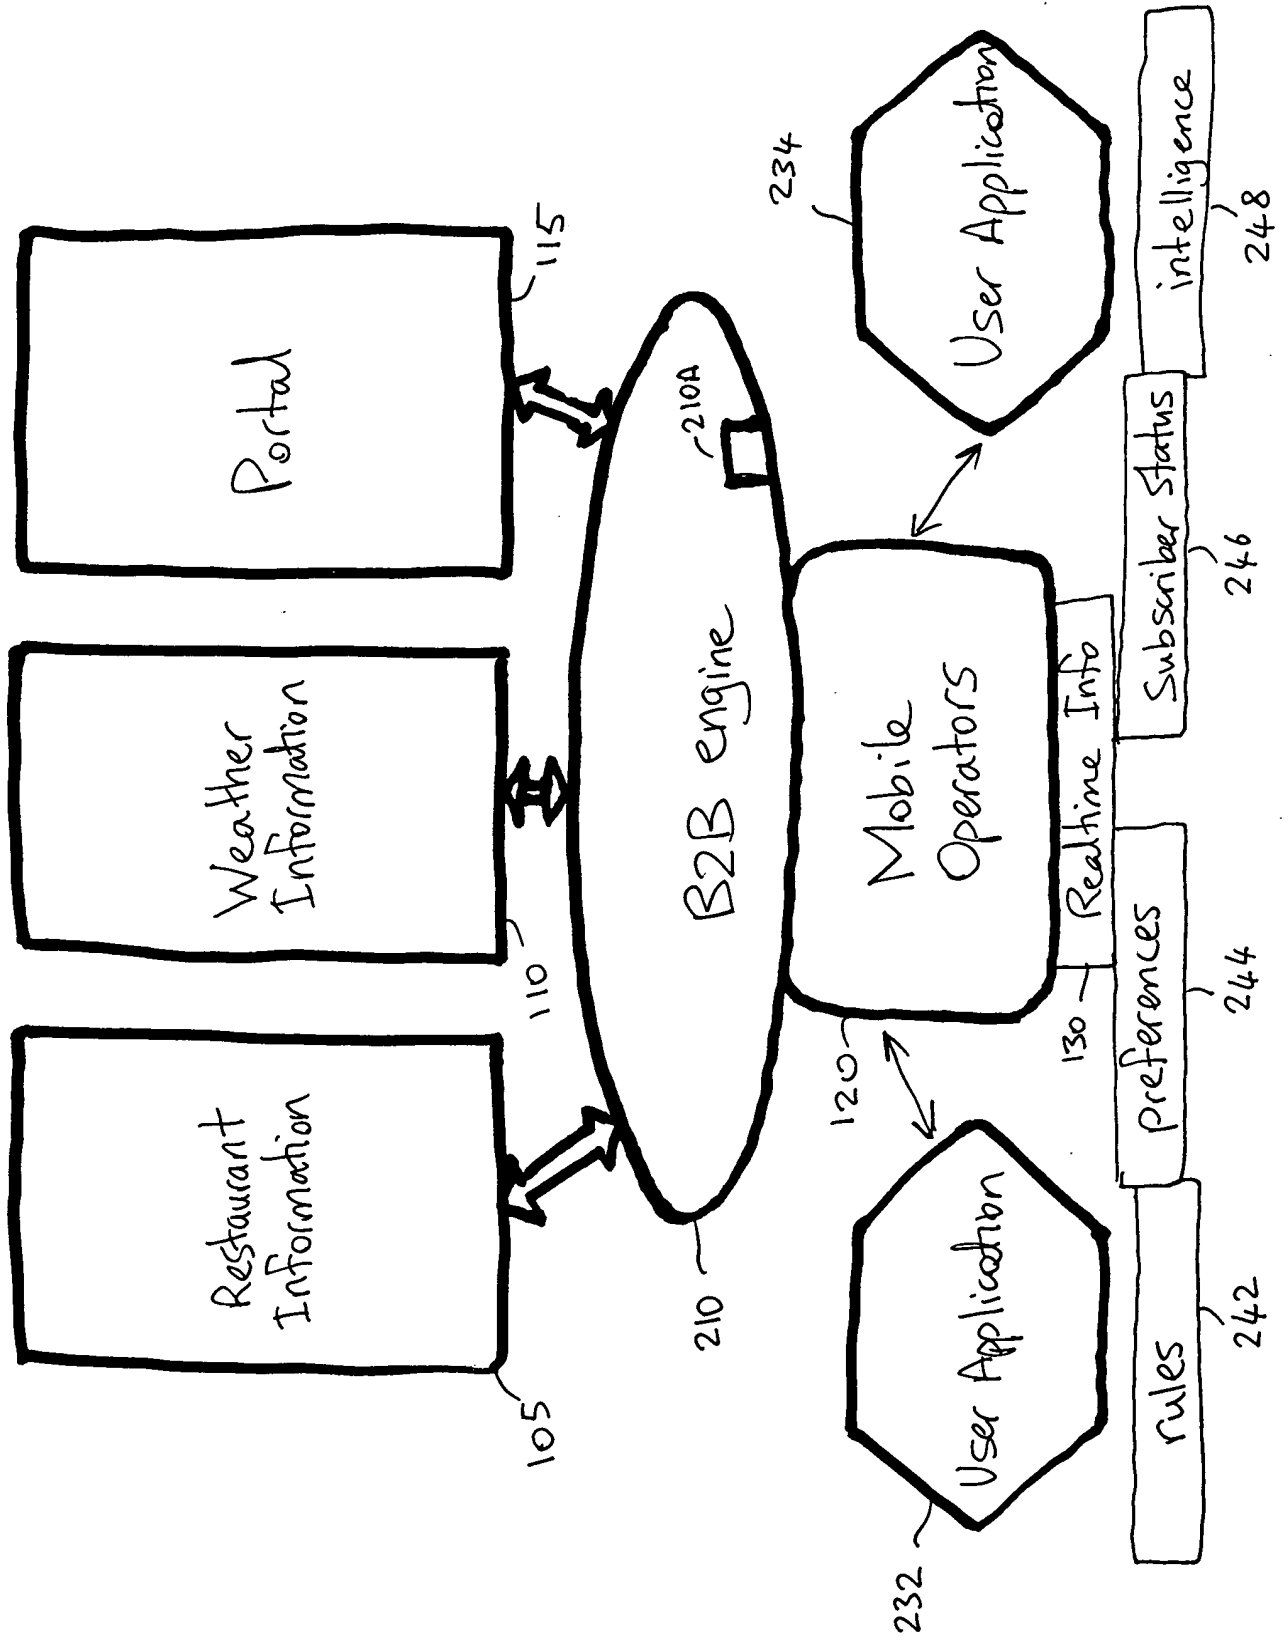 Restaurant
Information
105
Weather
Information
110
Portal
115
B2B engine
210
210A
Mobile
Operators
120
User Application
232
User Application
234
Realtime Info
130
rules
242
preferences
244
Subscriber Status
246
intelligence
248